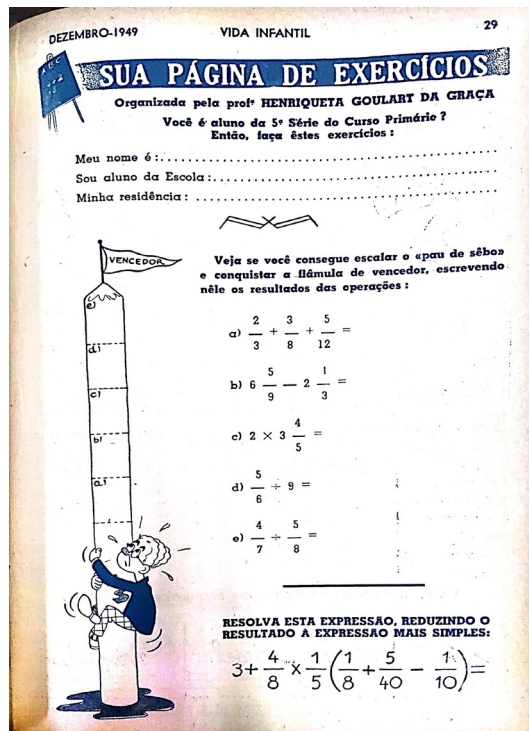 DEZEMBRO-1949 VIDA INFANTIL 29
ABC
SUA PÁGINA DE EXERCÍCIOS
Organizada pela profª HENRIQUETA GOULART DA GRAÇA
Você é aluno da 5ª Série do Curso Primário ?
Então, faça êstes exercícios :
Meu nome é :
Sou aluno da Escola :
Minha residência :
VENCEDOR
Veja se você consegue escalar o «pau de sêbo»
e conquistar a flâmula de vencedor, escrevendo
nêle os resultados das operações :
e)
d)
c)
b)
a)
a) 2/3 + 3/8 + 5/12 =
b) 6 5/9 — 2 1/3 =
c) 2 × 3 4/5 =
d) 5/6 ÷ 9 =
e) 4/7 ÷ 5/8 =
RESOLVA ESTA EXPRESSÃO, REDUZINDO O
RESULTADO À EXPRESSÃO MAIS SIMPLES:
3+ 4/8 × 1/5 (1/8 + 5/40 - 1/10)=